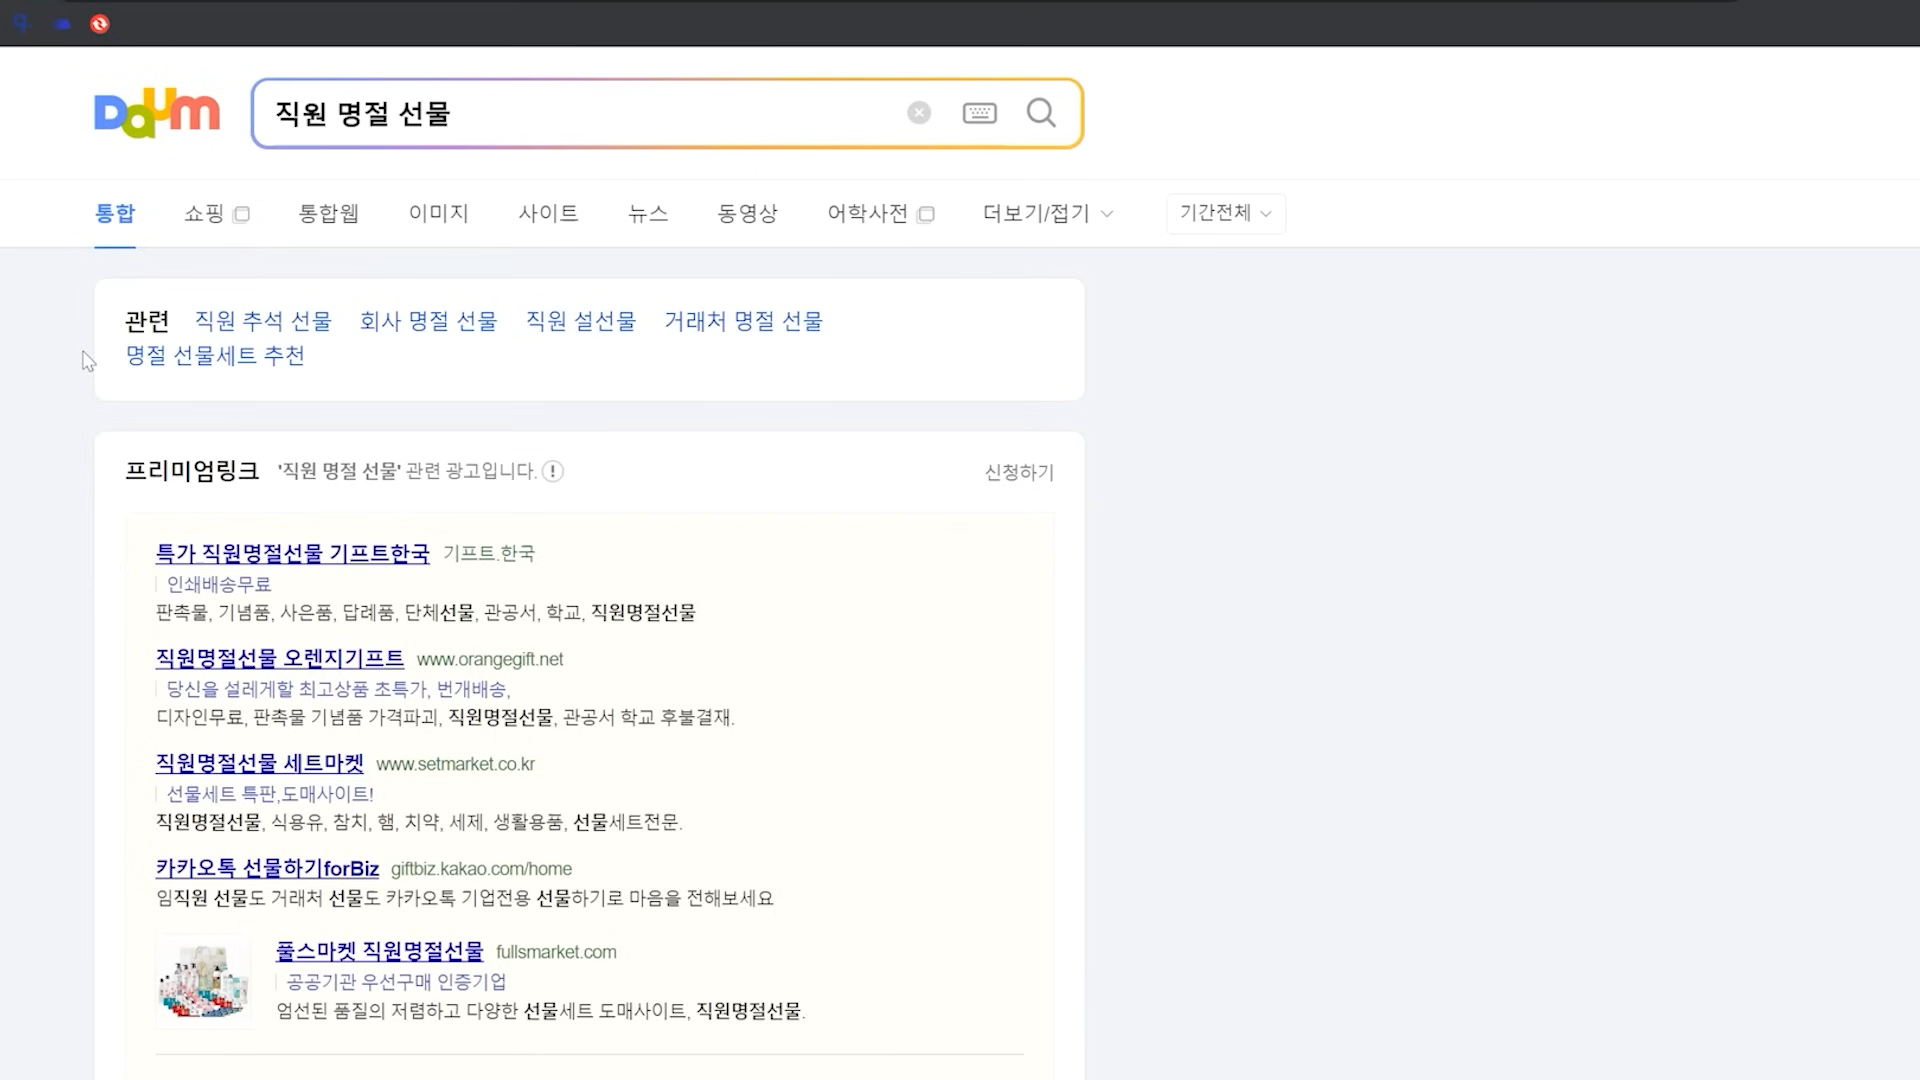 Daum
직원 명절 선물
통합 쇼핑 통합웹 이미지 사이트 뉴스 동영상 어학사전 더보기/접기 기간전체
관련 직원 추석 선물 회사 명절 선물 직원 설선물 거래처 명절 선물
명절 선물세트 추천
프리미엄링크 '직원 명절 선물' 관련 광고입니다. 신청하기
특가 직원명절선물 기프트한국 기프트.한국
인쇄배송무료
판촉물, 기념품, 사은품, 답례품, 단체선물, 관공서, 학교, 직원명절선물
직원명절선물 오렌지기프트 www.orangegift.net
당신을 설레게할 최고상품 초특가, 번개배송,
디자인무료, 판촉물 기념품 가격파괴, 직원명절선물, 관공서 학교 후불결재.
직원명절선물 세트마켓 www.setmarket.co.kr
선물세트 특판,도매사이트!
직원명절선물, 식용유, 참치, 햄, 치약, 세제, 생활용품, 선물세트전문.
카카오톡 선물하기forBiz giftbiz.kakao.com/home
임직원 선물도 거래처 선물도 카카오톡 기업전용 선물하기로 마음을 전해보세요
풀스마켓 직원명절선물 fullsmarket.com
공공기관 우선구매 인증기업
엄선된 품질의 저렴하고 다양한 선물세트 도매사이트, 직원명절선물.